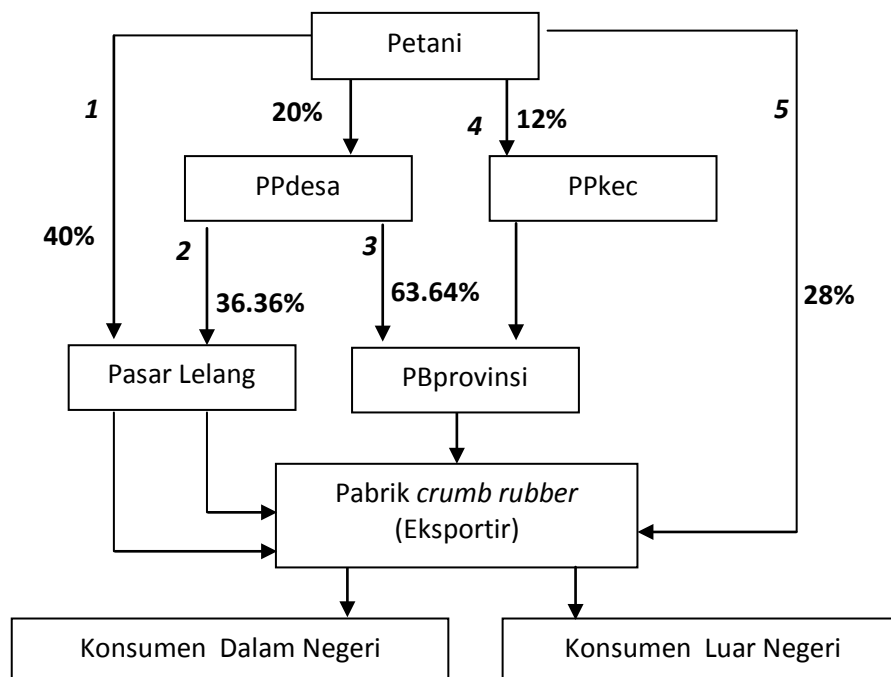 Petani
1
20%
4
12%
5
PPdesa
PPkec
40%
2
3
36.36%
63.64%
28%
Pasar Lelang
PBprovinsi
Pabrik crumb rubber
(Eksportir)
Konsumen Dalam Negeri
Konsumen Luar Negeri